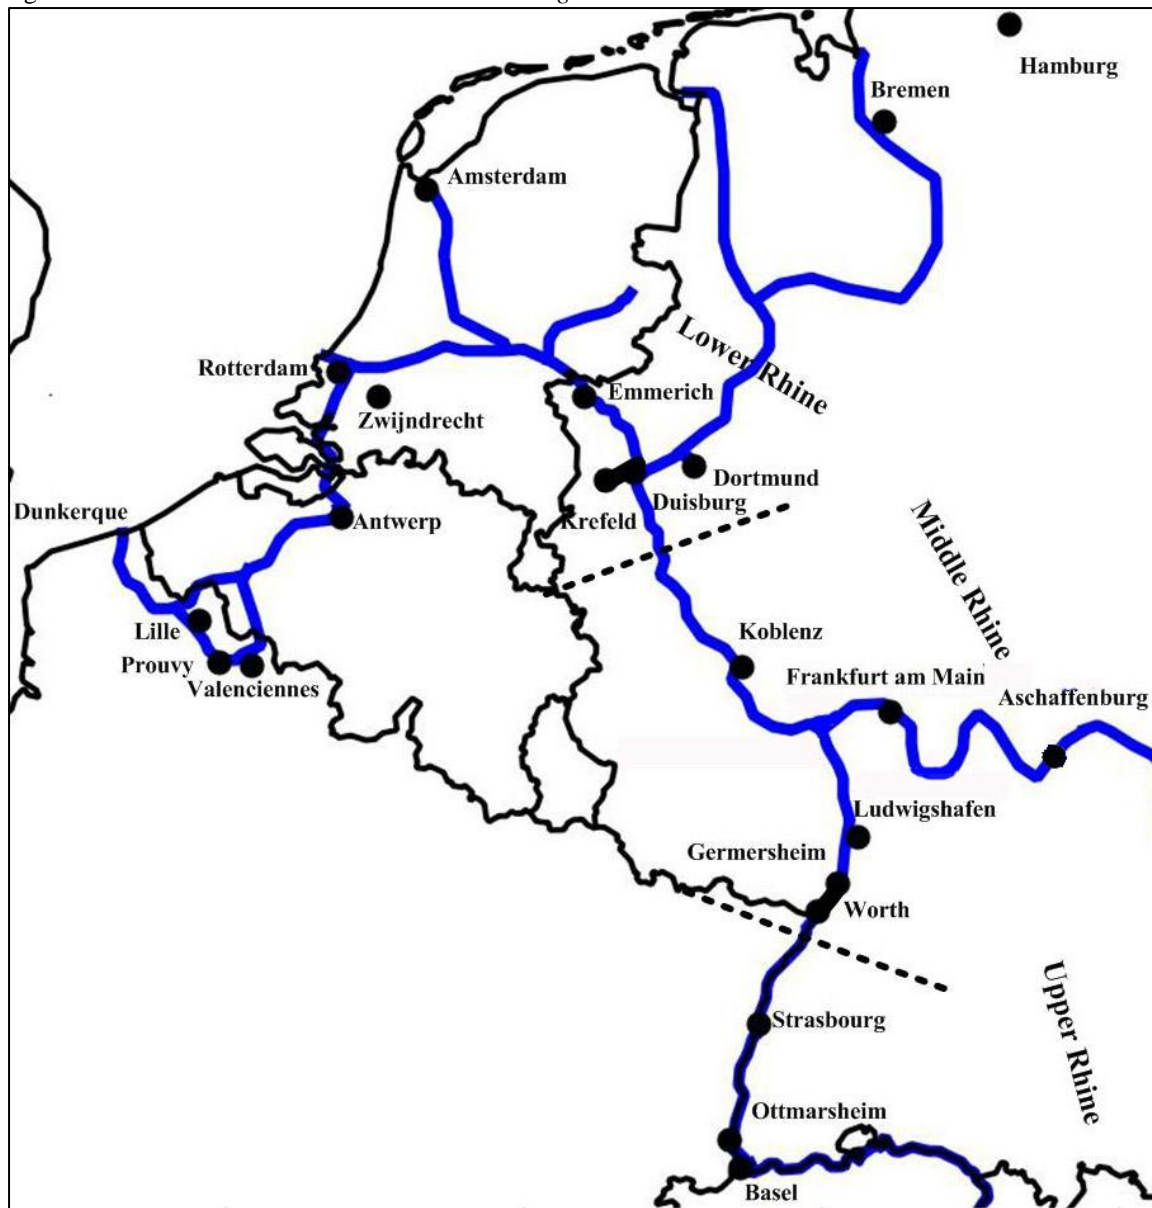 Hamburg
Bremen
Amsterdam
Lower Rhine
Rotterdam
Emmerich
Zwijndrecht
Dortmund
Duisburg
Dunkerque
Antwerp
Krefeld
Middle Rhine
Lille
Koblenz
Prouvy
Frankfurt am Main
Valenciennes
Aschaffenburg
Ludwigshafen
Germersheim
Worth
Upper Rhine
Strasbourg
Ottmarsheim
Basel